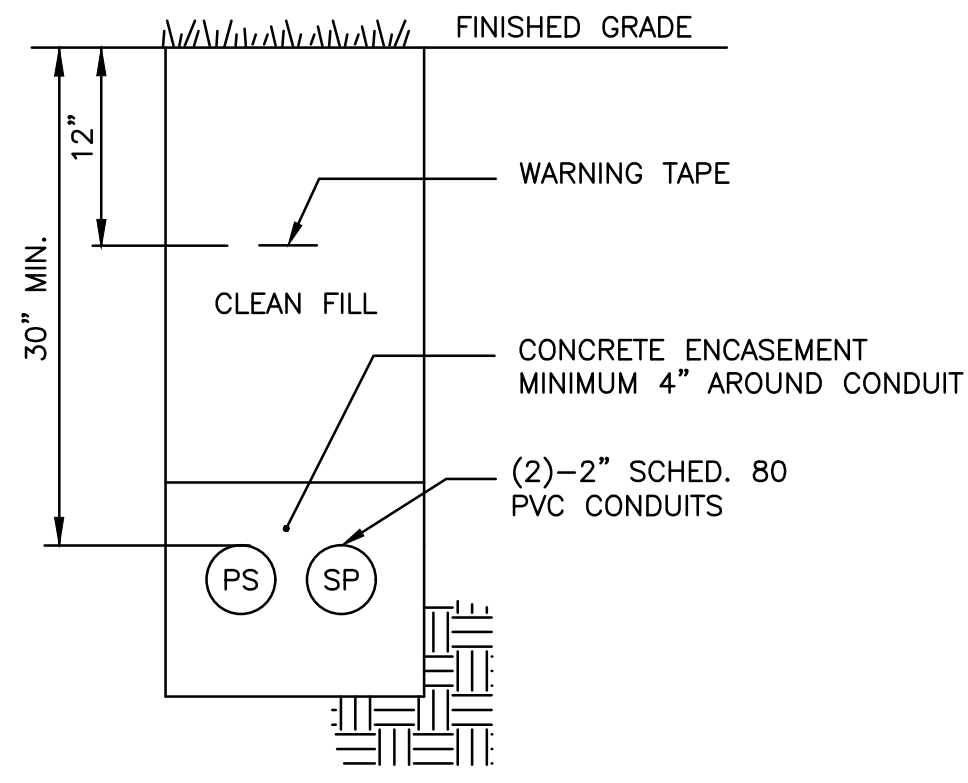 FINISHED GRADE
12”
WARNING TAPE
30” MIN.
CLEAN FILL
CONCRETE ENCASEMENT
MINIMUM 4” AROUND CONDUIT
(2)–2” SCHED. 80
PVC CONDUITS
PS
SP